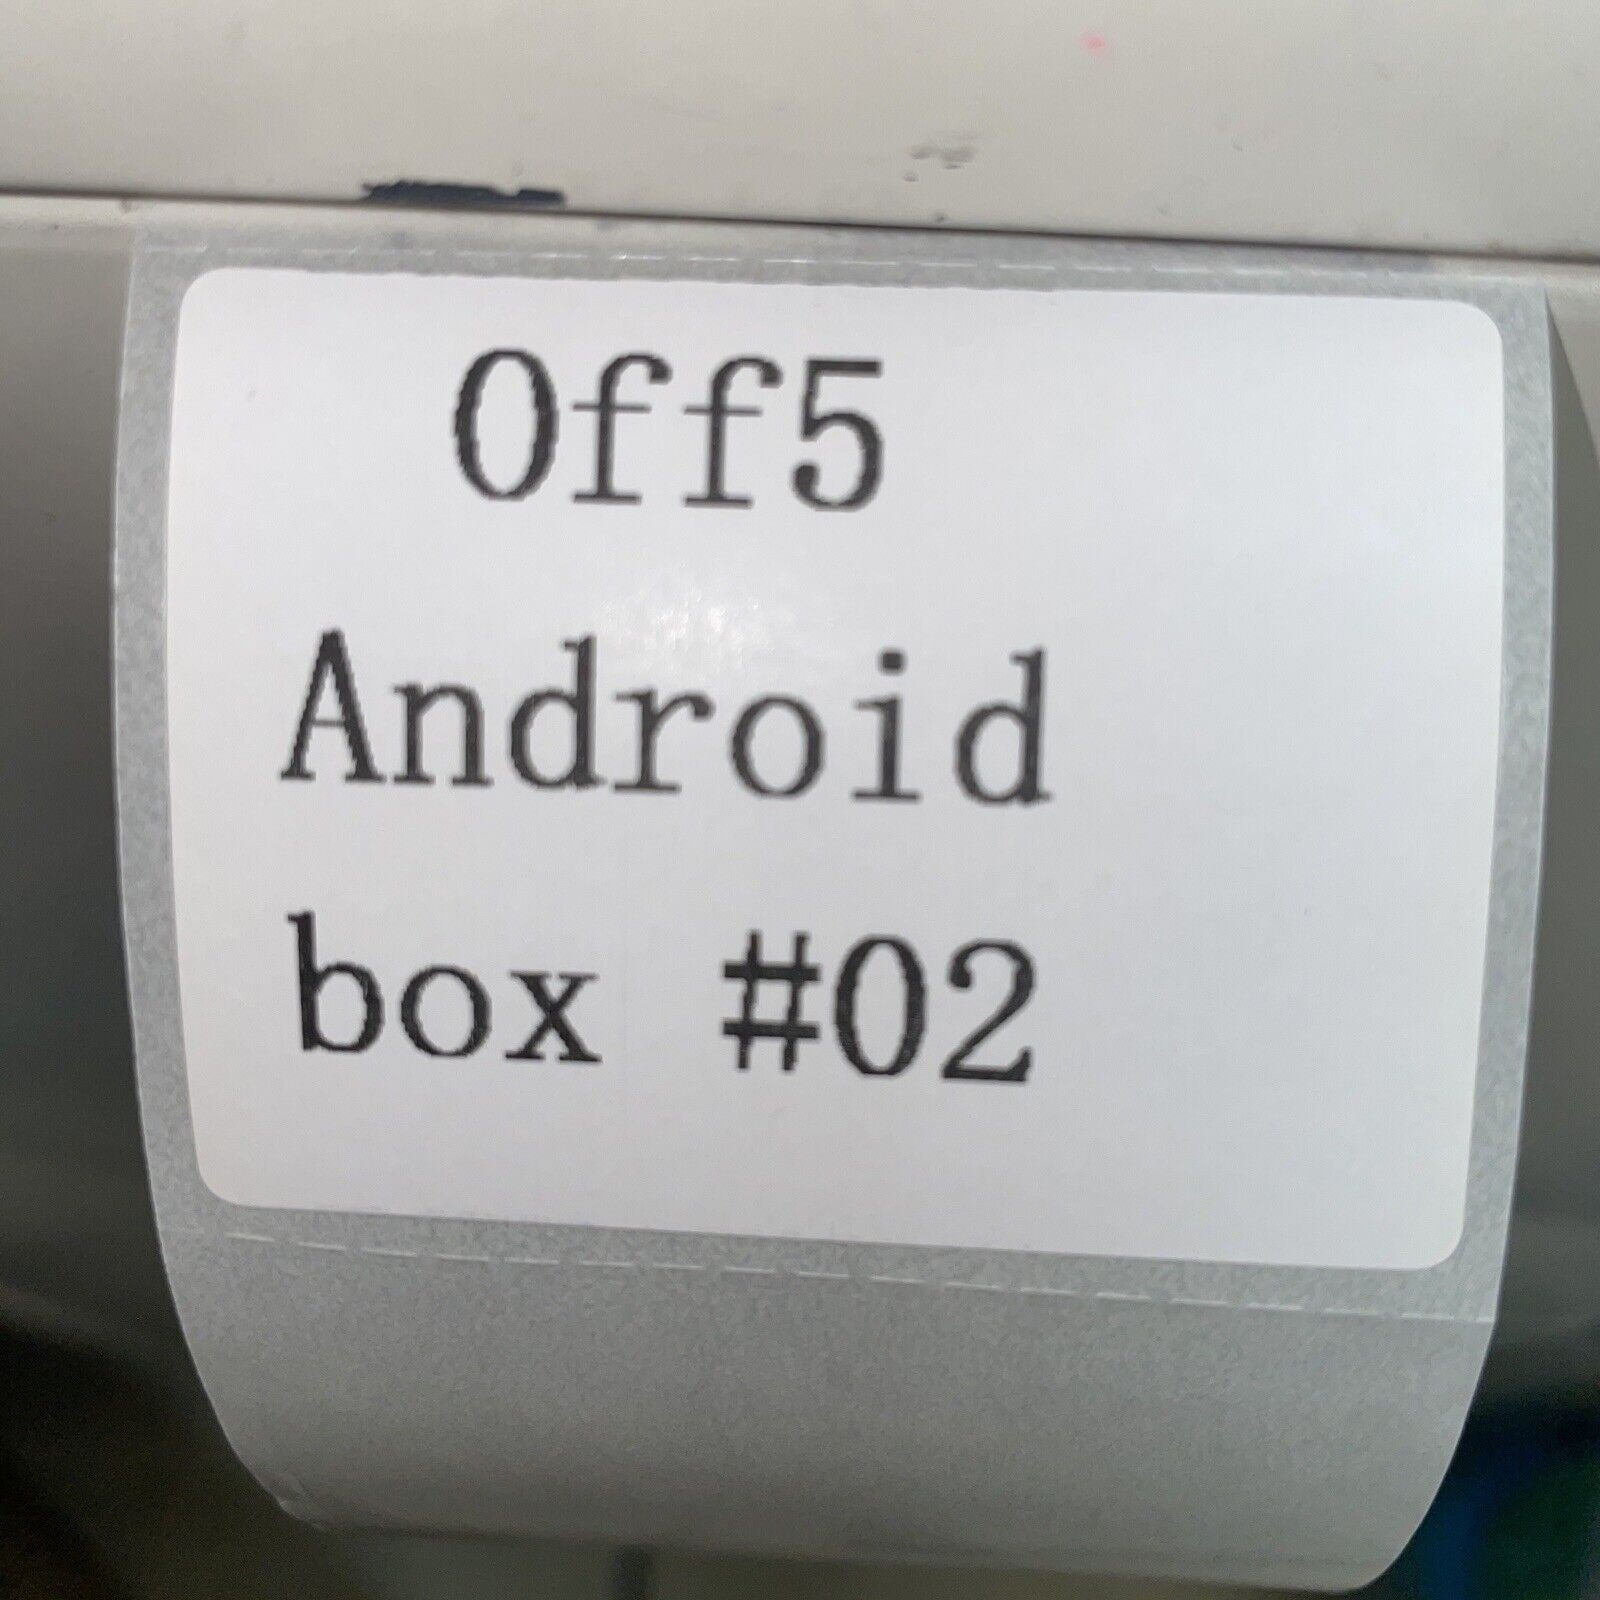 Off5
Android
box #02